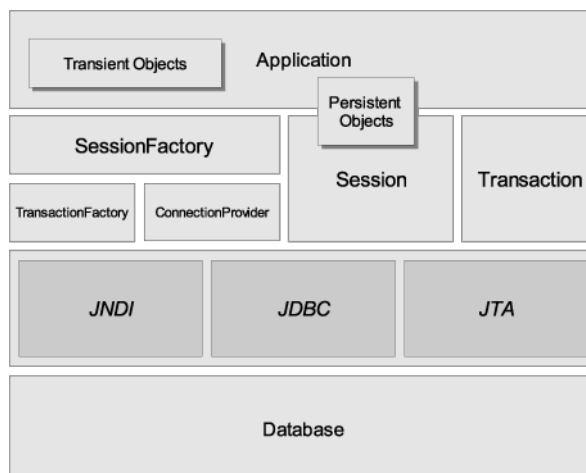 Transient Objects
Application
Persistent
Objects
SessionFactory
Session
Transaction
TransactionFactory
ConnectionProvider
JNDI
JDBC
JTA
Database